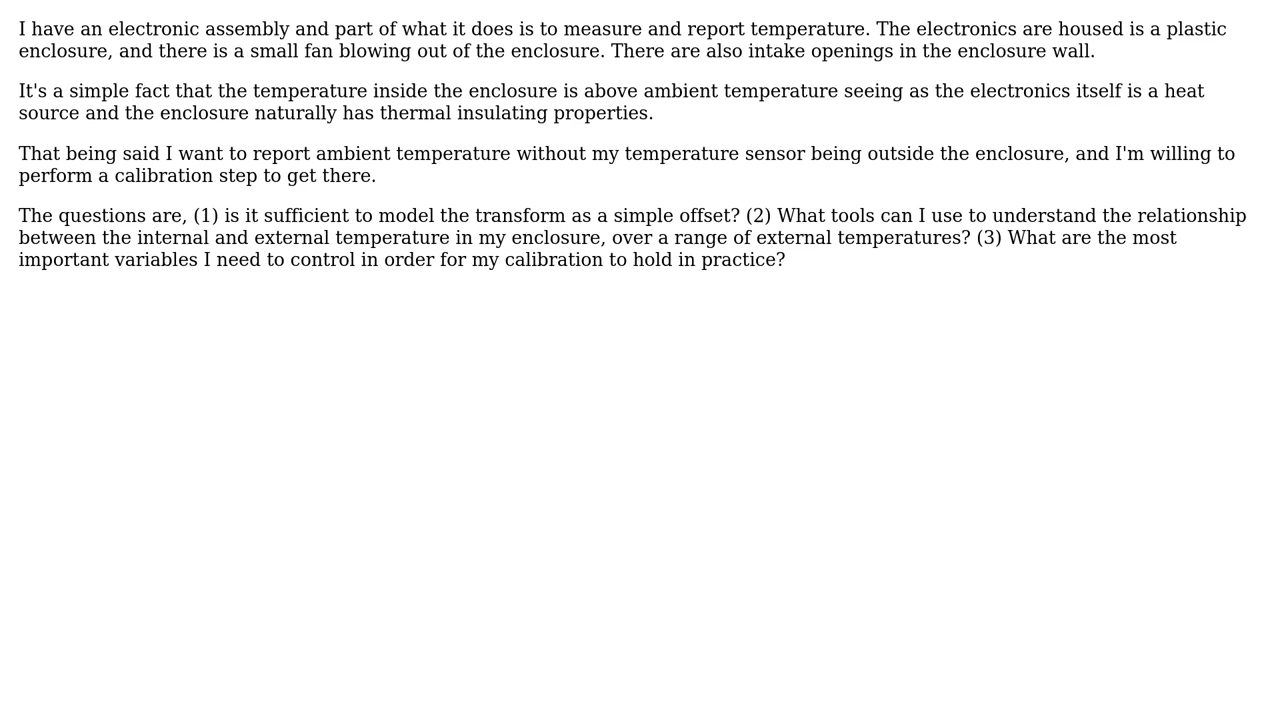 I have an electronic assembly and part of what it does is to measure and report temperature. The electronics are housed is a plastic
enclosure, and there is a small fan blowing out of the enclosure. There are also intake openings in the enclosure wall.
It's a simple fact that the temperature inside the enclosure is above ambient temperature seeing as the electronics itself is a heat
source and the enclosure naturally has thermal insulating properties.
That being said I want to report ambient temperature without my temperature sensor being outside the enclosure, and I'm willing to
perform a calibration step to get there.
The questions are, (1) is it sufficient to model the transform as a simple offset? (2) What tools can I use to understand the relationship
between the internal and external temperature in my enclosure, over a range of external temperatures? (3) What are the most
important variables I need to control in order for my calibration to hold in practice?